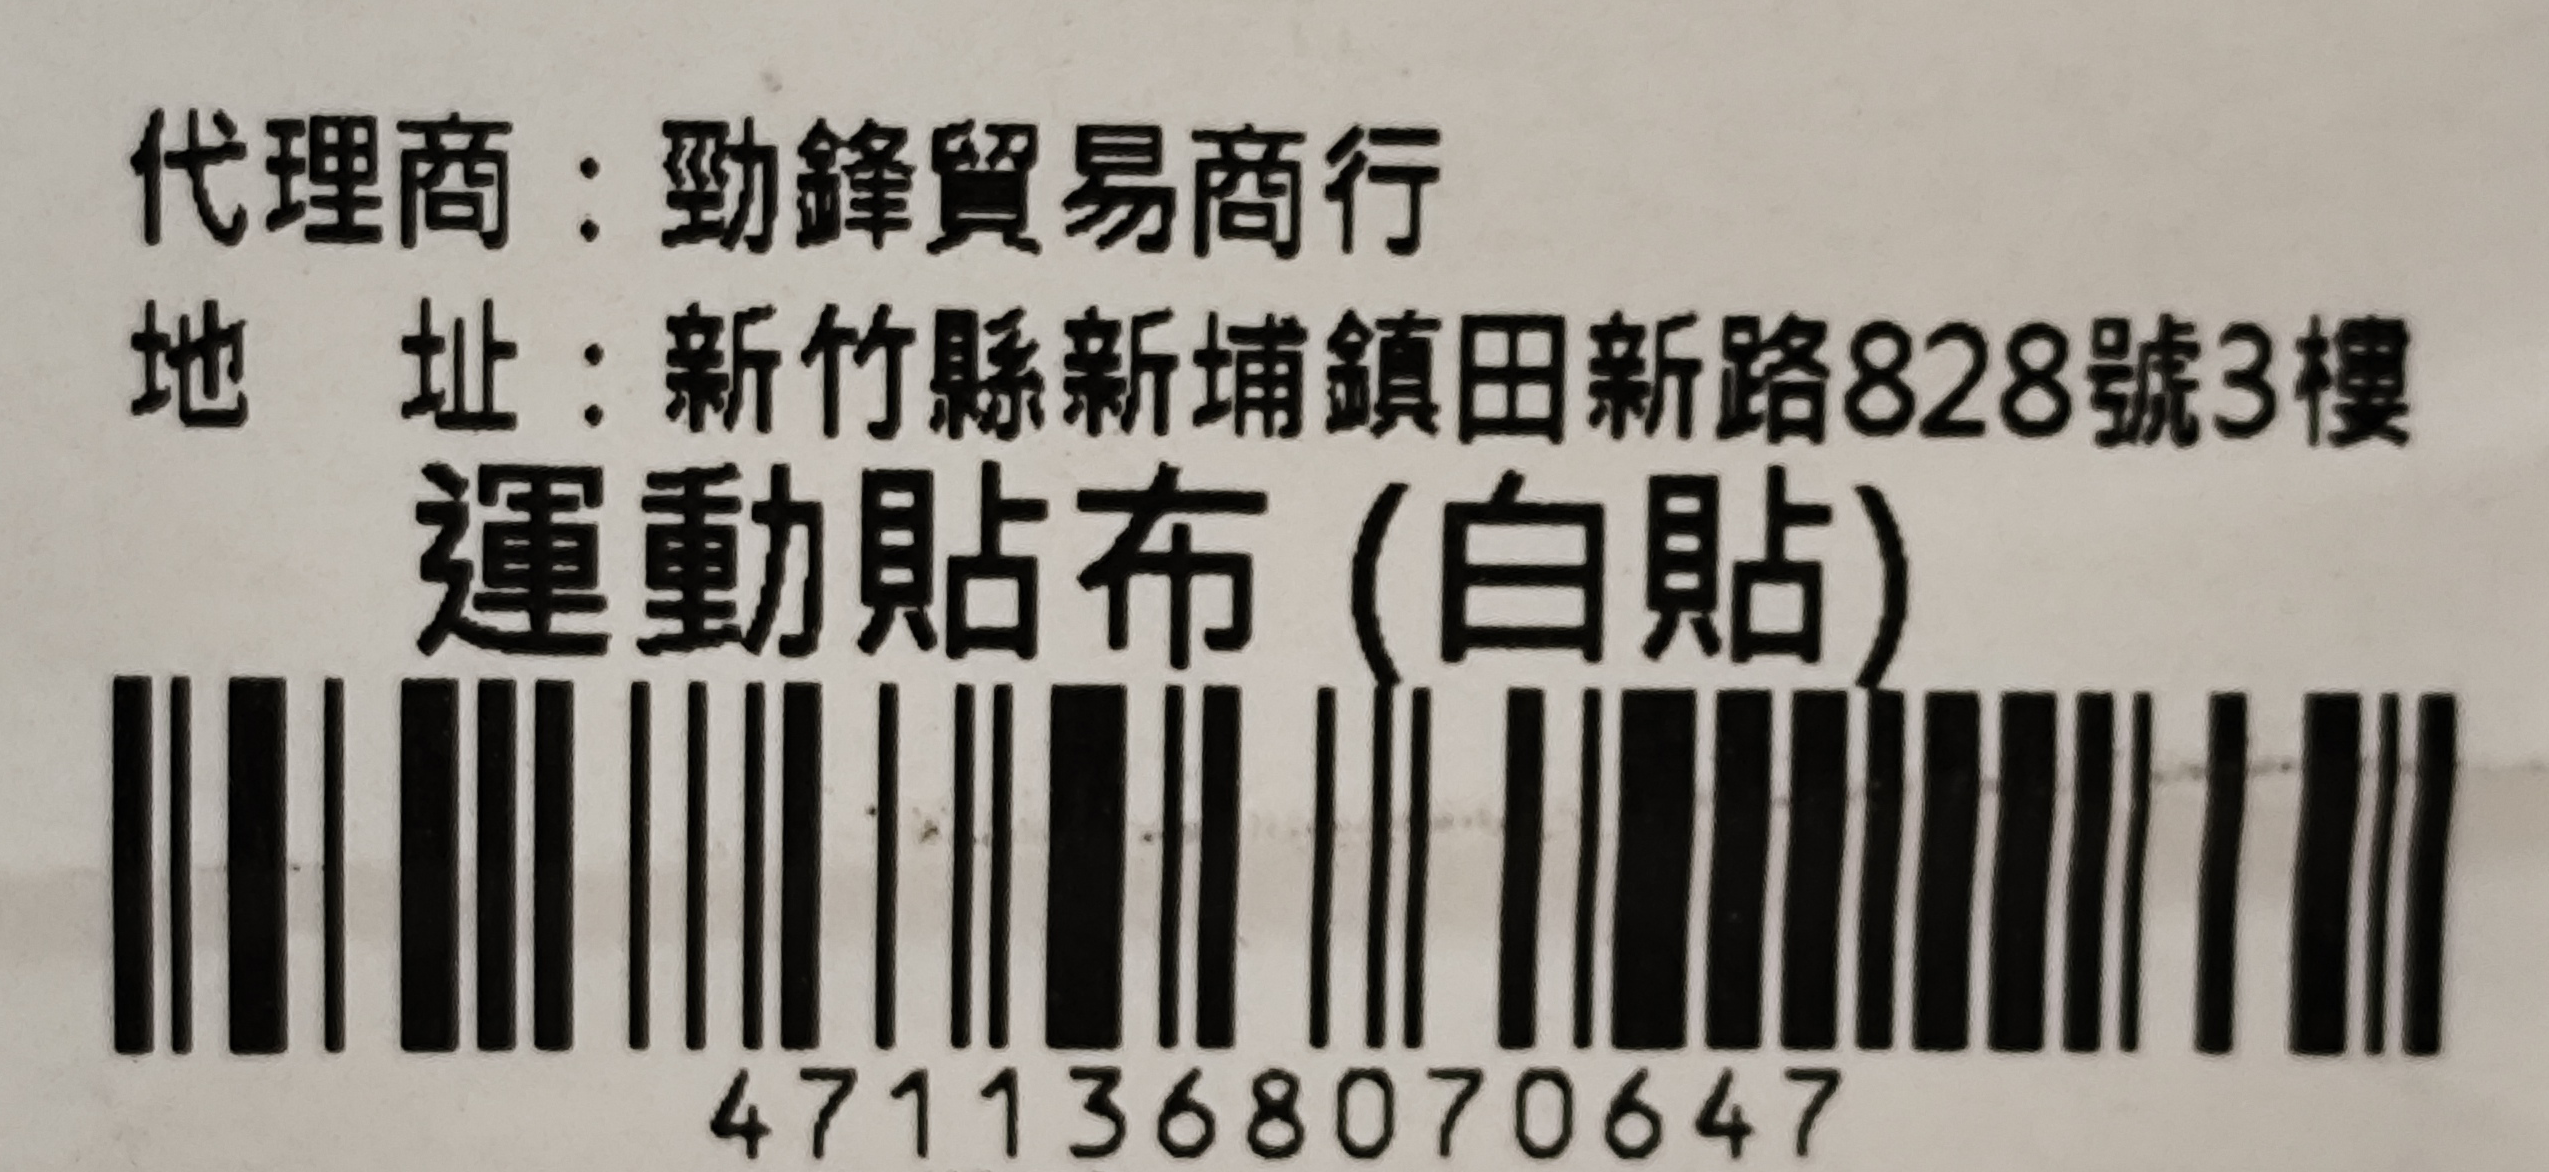 代理商：勁鋒貿易商行
地　址：新竹縣新埔鎮田新路828號3樓
運動貼布 (白貼)
4711368070647